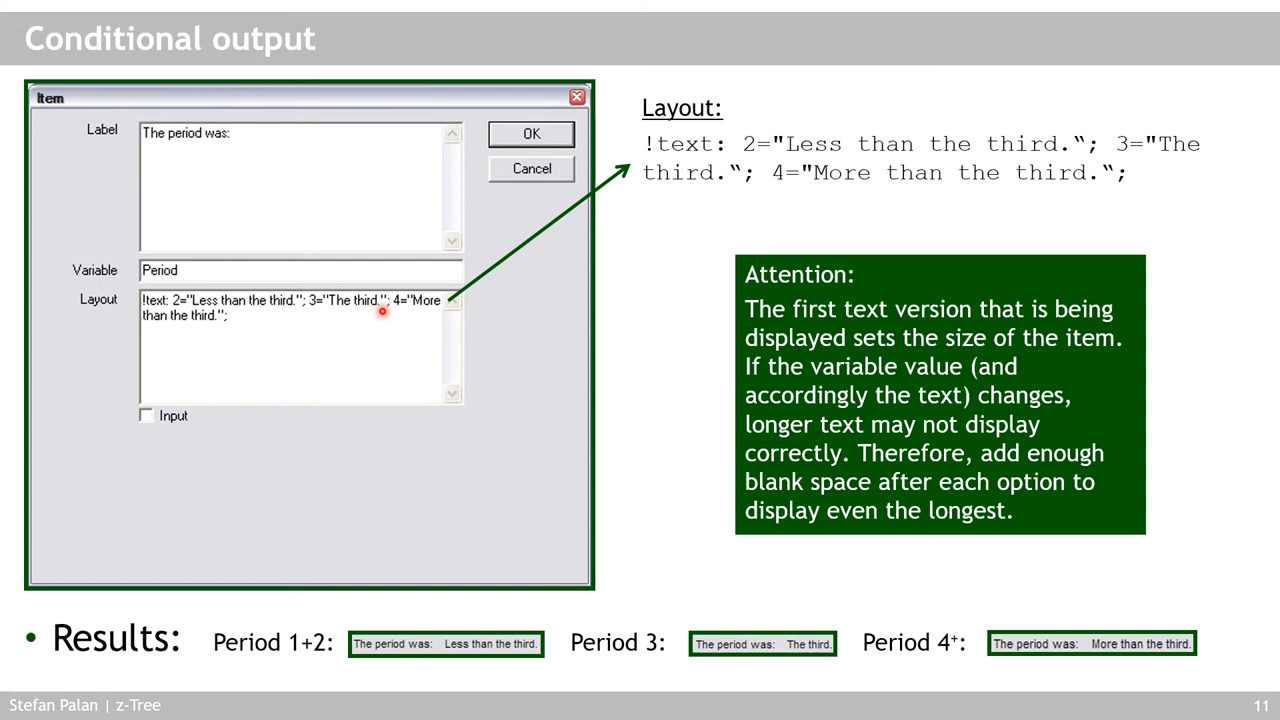 Conditional output
Item
Label
The period was:
OK
Cancel
Variable
Period
Layout
!text: 2="Less than the third."; 3="The third."; 4="More
than the third.";
Input
Layout:
!text: 2="Less than the third.“; 3="The
third.“; 4="More than the third.“;
Attention:
The first text version that is being
displayed sets the size of the item.
If the variable value (and
accordingly the text) changes,
longer text may not display
correctly. Therefore, add enough
blank space after each option to
display even the longest.
• Results:
Period 1+2:
The period was: Less than the third.
Period 3:
The period was: The third.
Period 4⁺:
The period was: More than the third.
Stefan Palan | z-Tree
11